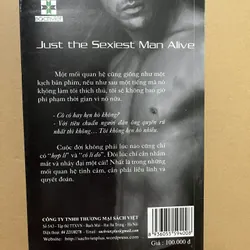 Just the Sexiest Man Alive
Một mối quan hệ cũng giống như một
kịch bản phim, nếu sau một tiếng mà nó
không làm tôi thích thú, tôi sẽ không bao giờ
phí phạm thời gian vì nó nữa.
- Cô có hay hẹn hò không?
- Với tiêu chuẩn người đàn ông quyến rũ
nhất thì không... Tôi không hẹn hò nhiều.
Cuộc đời không phải lúc nào cũng chỉ
có "hợp lí" và "có lí do". Đôi lúc chỉ cần nhắm
mắt và nhảy đại một cái! Nhất là trong những
mối quan hệ tình cảm, cần phải liều lĩnh và
quyết đoán.
CÔNG TY TNHH THƯƠNG MẠI SÁCH VIỆT
Giá: 100.000 đ